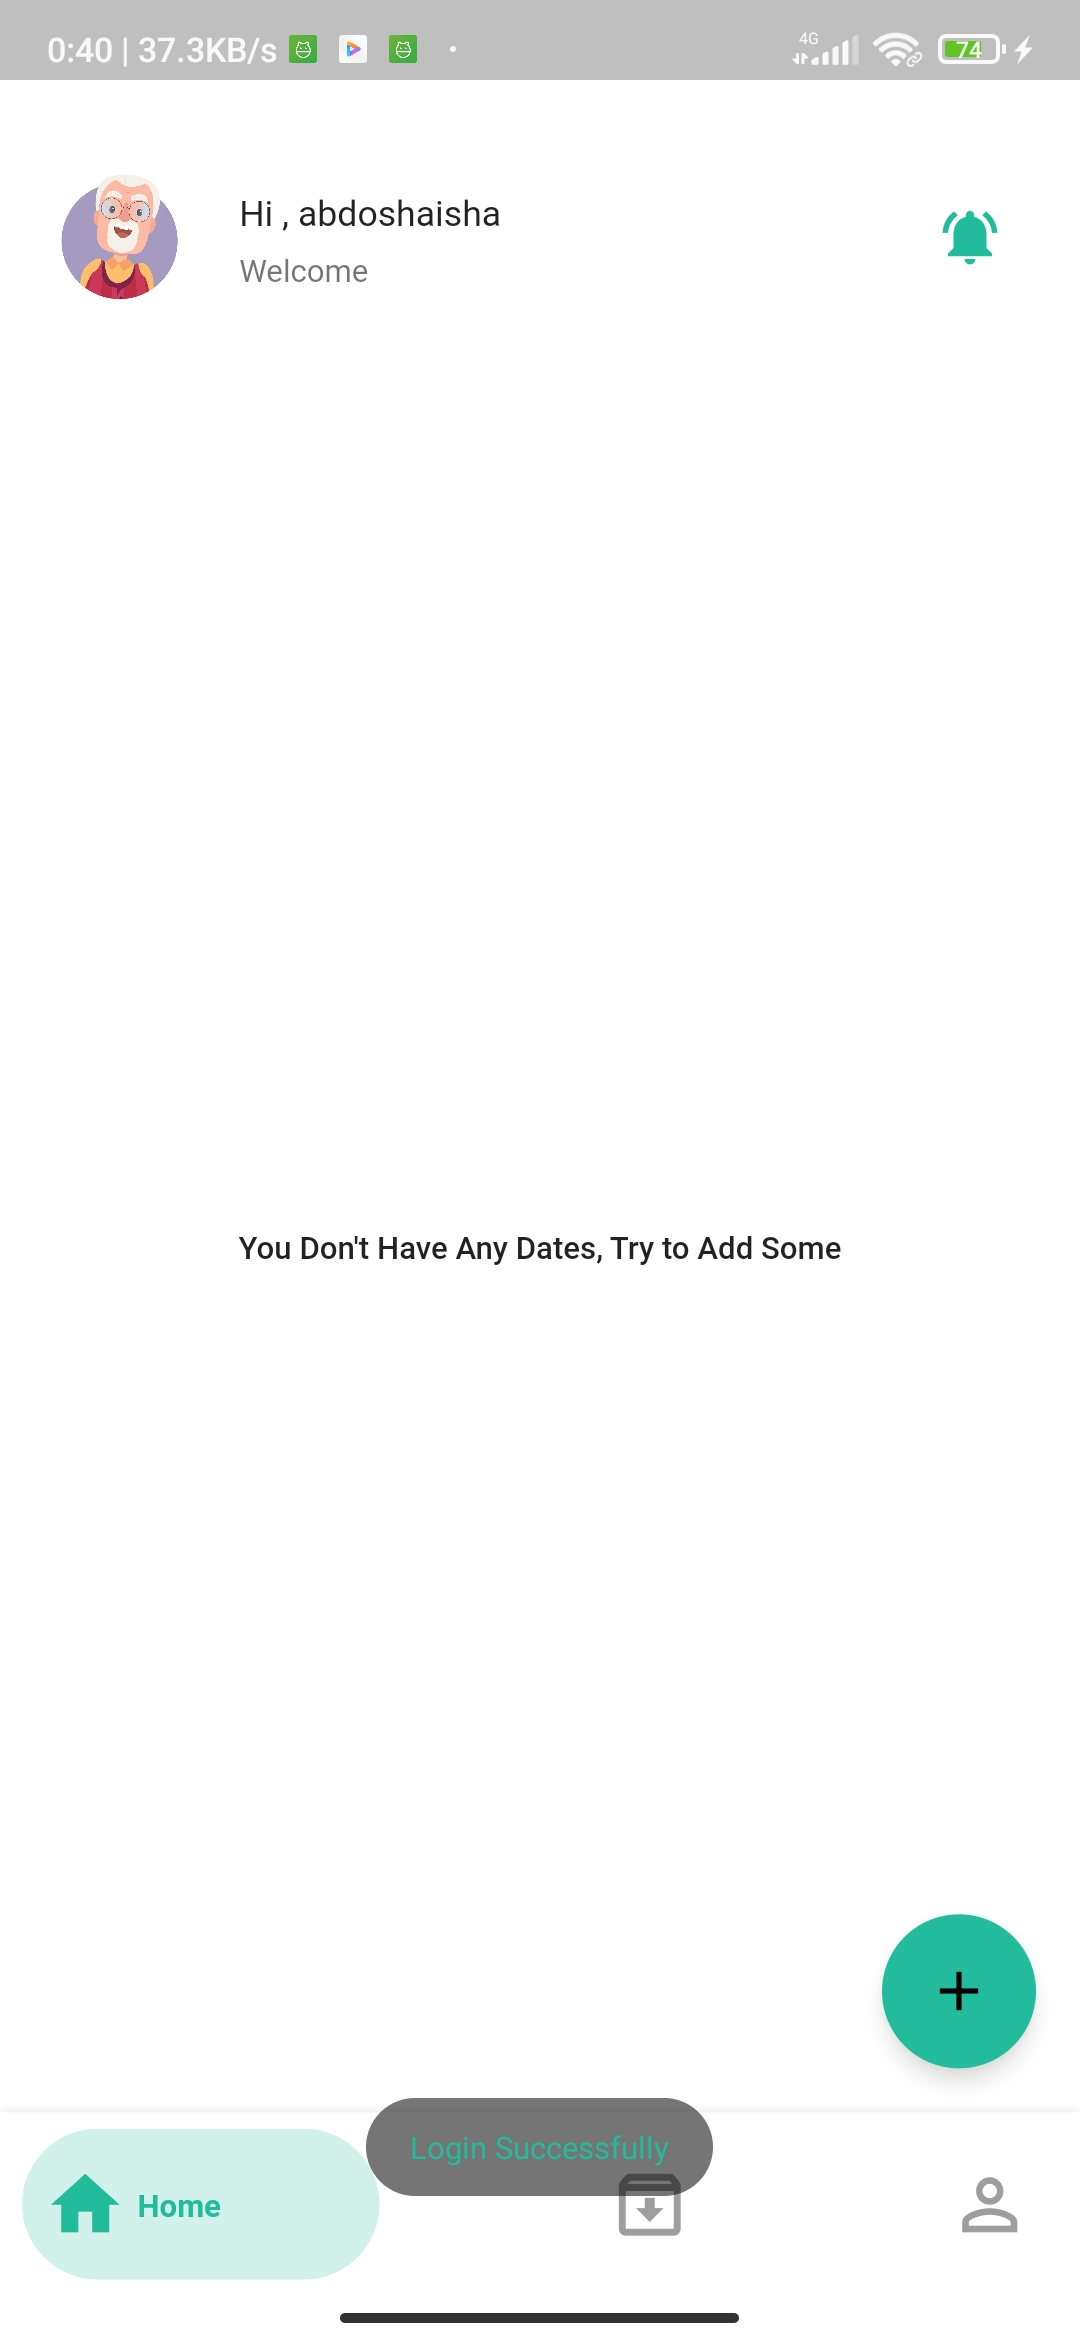 0:40 | 37.3KB/s
4G
74
Hi , abdoshaisha
Welcome
You Don't Have Any Dates, Try to Add Some
Login Successfully
Home